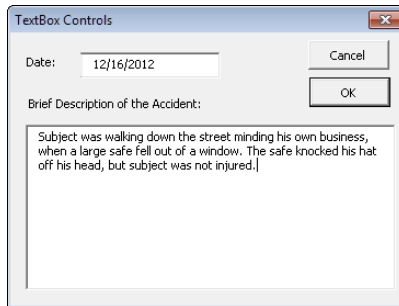 TextBox Controls
Date:
12/16/2012
Cancel
OK
Brief Description of the Accident:
Subject was walking down the street minding his own business,
when a large safe fell out of a window. The safe knocked his hat
off his head, but subject was not injured.